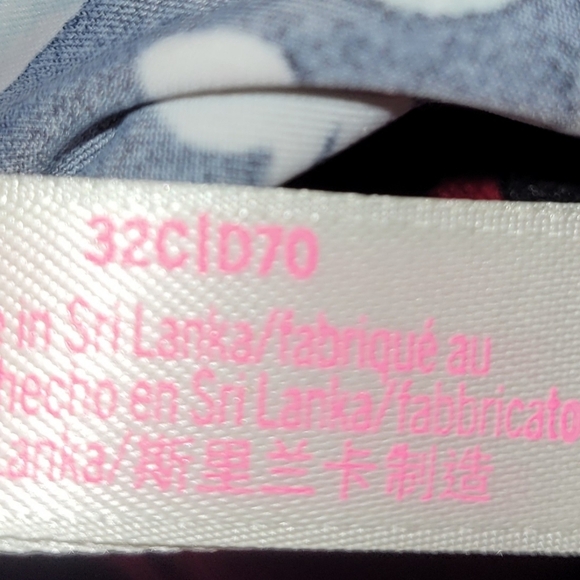 32C|D70
in Sri Lanka/fabriqué au
hecho en Sri Lanka/fabbricato
Lanka/斯里兰卡制造